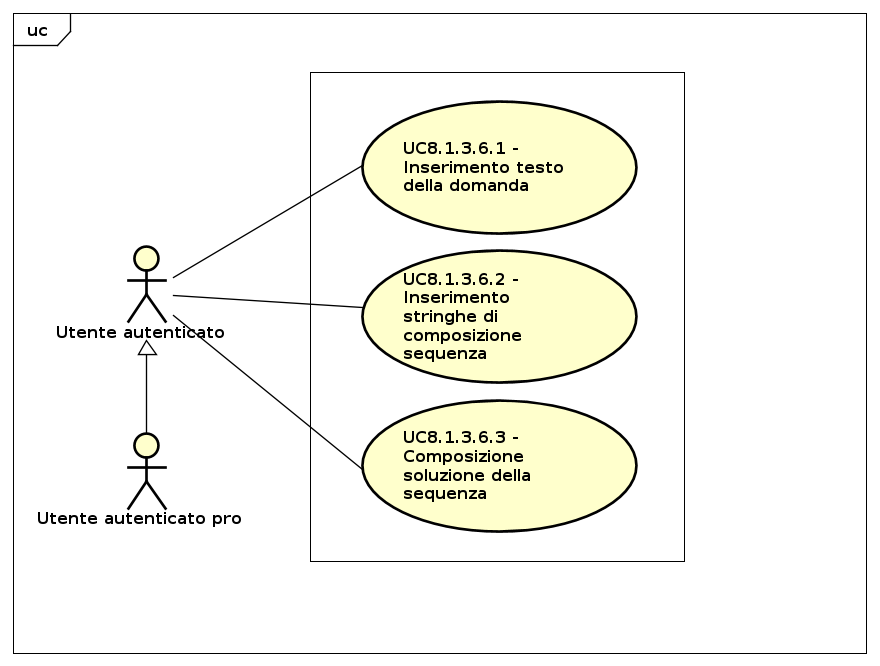 uc
UC8.1.3.6.1 -
Inserimento testo
della domanda
UC8.1.3.6.2 -
Inserimento
stringhe di
composizione
sequenza
Utente autenticato
UC8.1.3.6.3 -
Composizione
soluzione della
sequenza
Utente autenticato pro